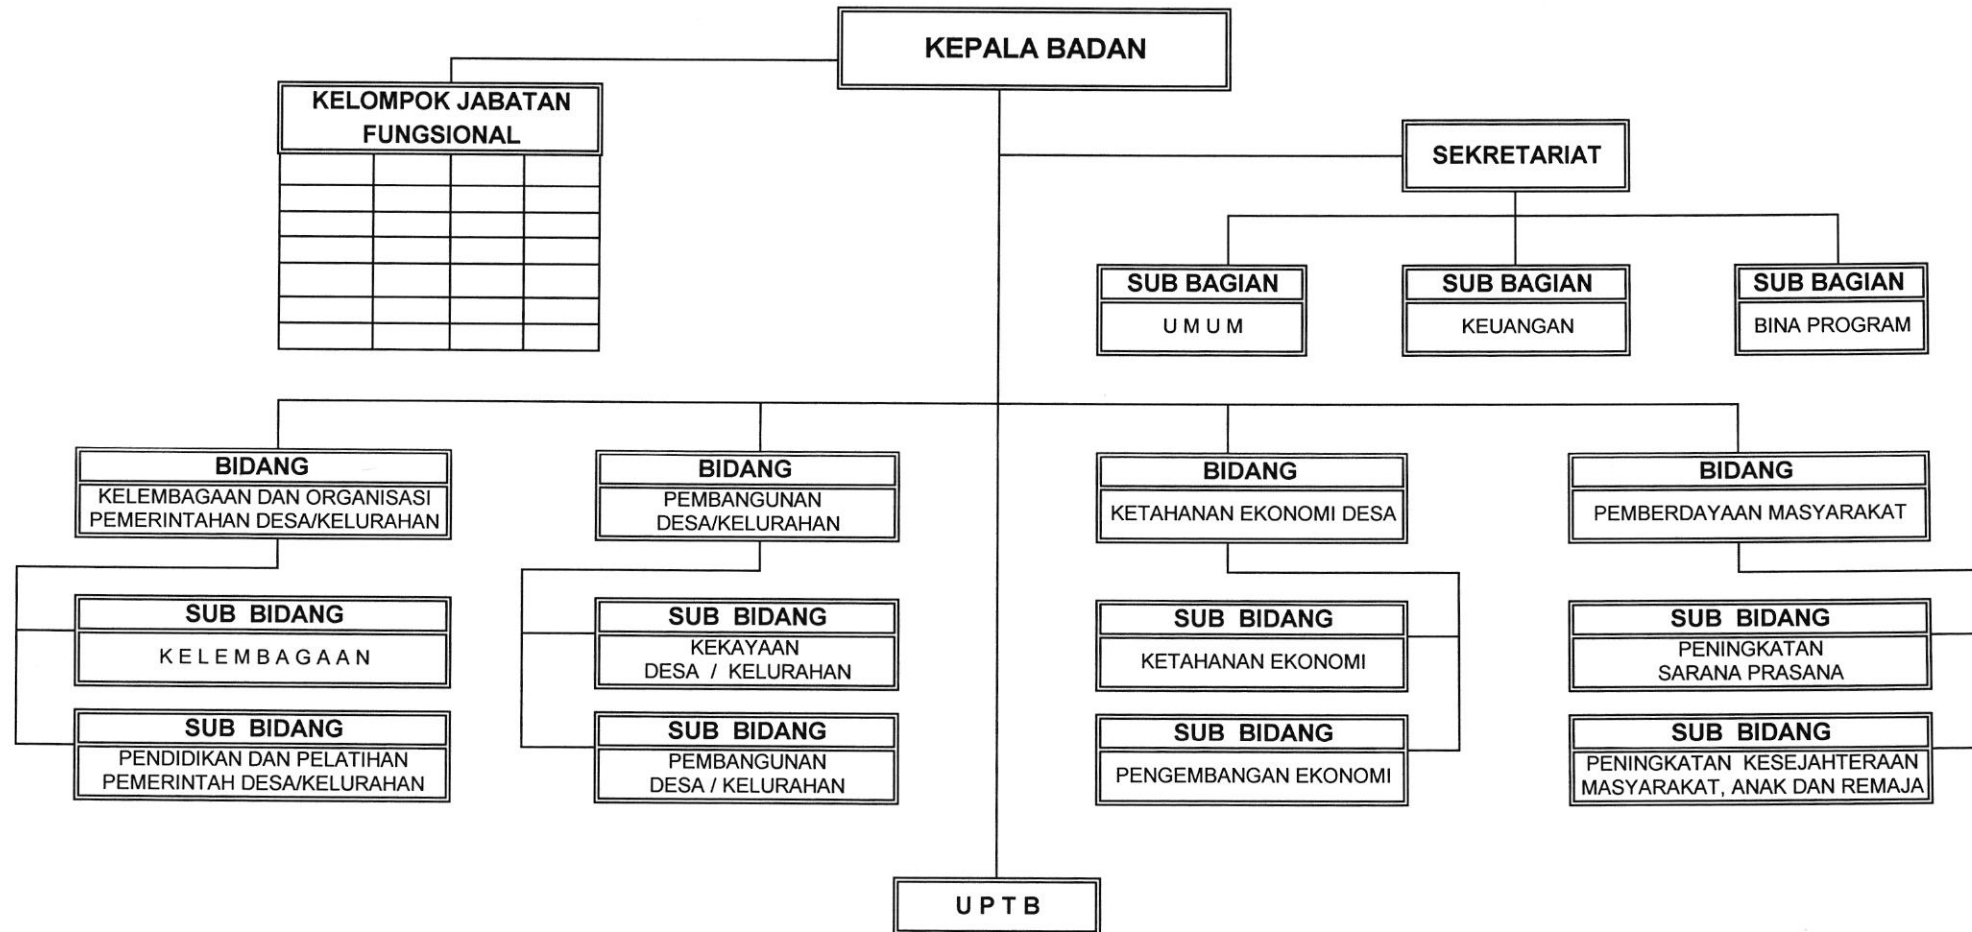 KEPALA BADAN
KELOMPOK JABATAN
FUNGSIONAL
SEKRETARIAT
SUB BAGIAN
U M U M
SUB BAGIAN
KEUANGAN
SUB BAGIAN
BINA PROGRAM
BIDANG
KELEMBAGAAN DAN ORGANISASI
PEMERINTAHAN DESA/KELURAHAN
BIDANG
PEMBANGUNAN
DESA/KELURAHAN
BIDANG
KETAHANAN EKONOMI DESA
BIDANG
PEMBERDAYAAN MASYARAKAT
SUB BIDANG
K E L E M B A G A A N
SUB BIDANG
KEKAYAAN
DESA / KELURAHAN
SUB BIDANG
KETAHANAN EKONOMI
SUB BIDANG
PENINGKATAN
SARANA PRASANA
SUB BIDANG
PENDIDIKAN DAN PELATIHAN
PEMERINTAH DESA/KELURAHAN
SUB BIDANG
PEMBANGUNAN
DESA / KELURAHAN
SUB BIDANG
PENGEMBANGAN EKONOMI
SUB BIDANG
PENINGKATAN KESEJAHTERAAN
MASYARAKAT, ANAK DAN REMAJA
U P T B